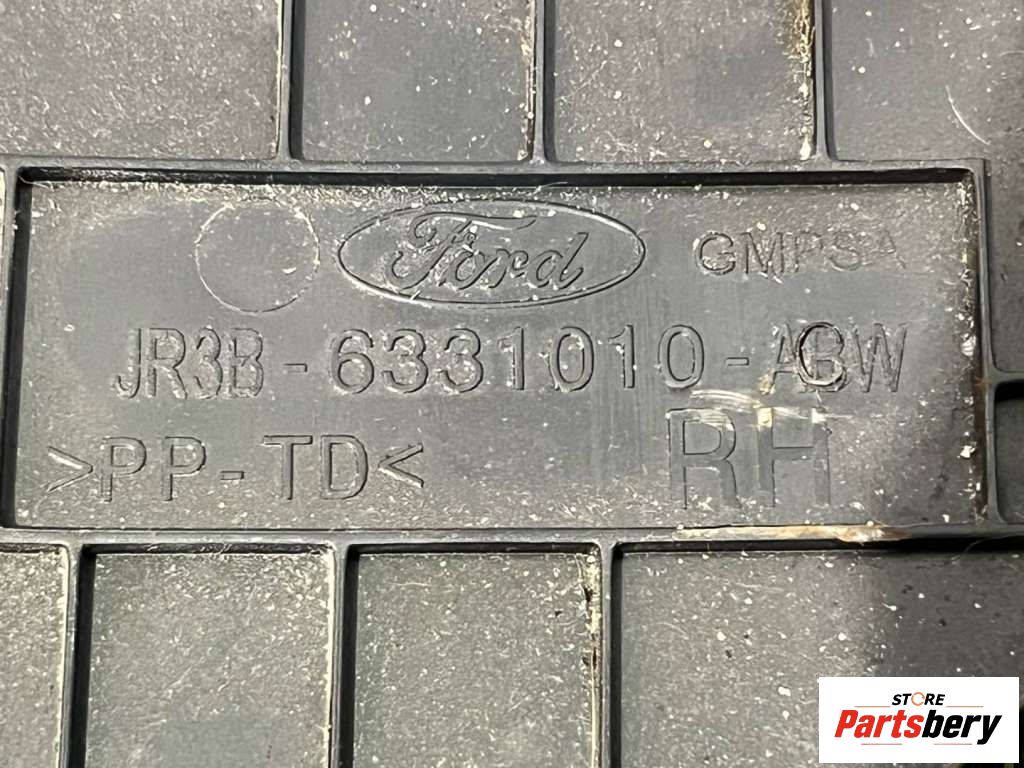 Ford GMPSA
JR3B-6331010-ABW
>PP-TD< RH
STORE
Partsbery